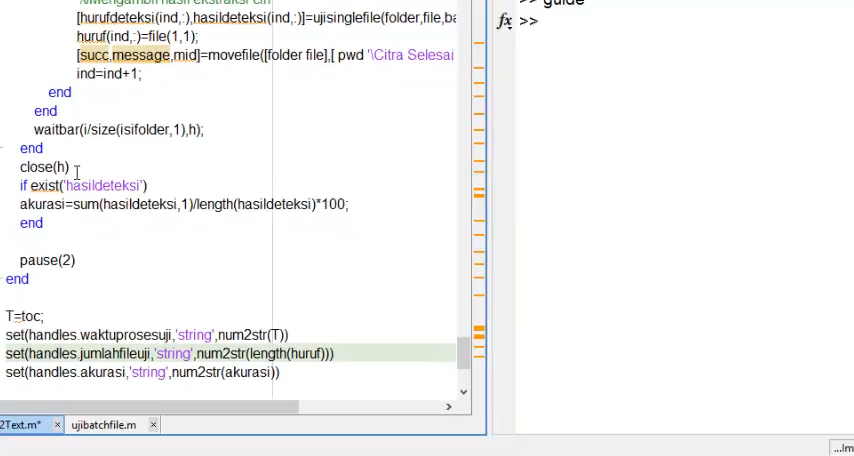 %Mengambil hasil ekstraksi ciri
[hurufdeteksi(ind,:),hasildeteksi(ind,:)]=ujisinglefile(folder,file,ba
huruf(ind,:)=file(1,1);
[succ,message,mid]=movefile([folder file],[ pwd '\Citra Selesai
ind=ind+1;
end
end
waitbar(i/size(isifolder,1),h);
end
close(h)
if exist('hasildeteksi')
akurasi=sum(hasildeteksi,1)/length(hasildeteksi)*100;
end
pause(2)
end
T=toc;
set(handles.waktuprosesuji,'string',num2str(T))
set(handles.jumlahfileuji,'string',num2str(length(huruf)))
set(handles.akurasi,'string',num2str(akurasi))
2Text.m* × ujibatchfile.m ×
>> guide
fx >>
...Im